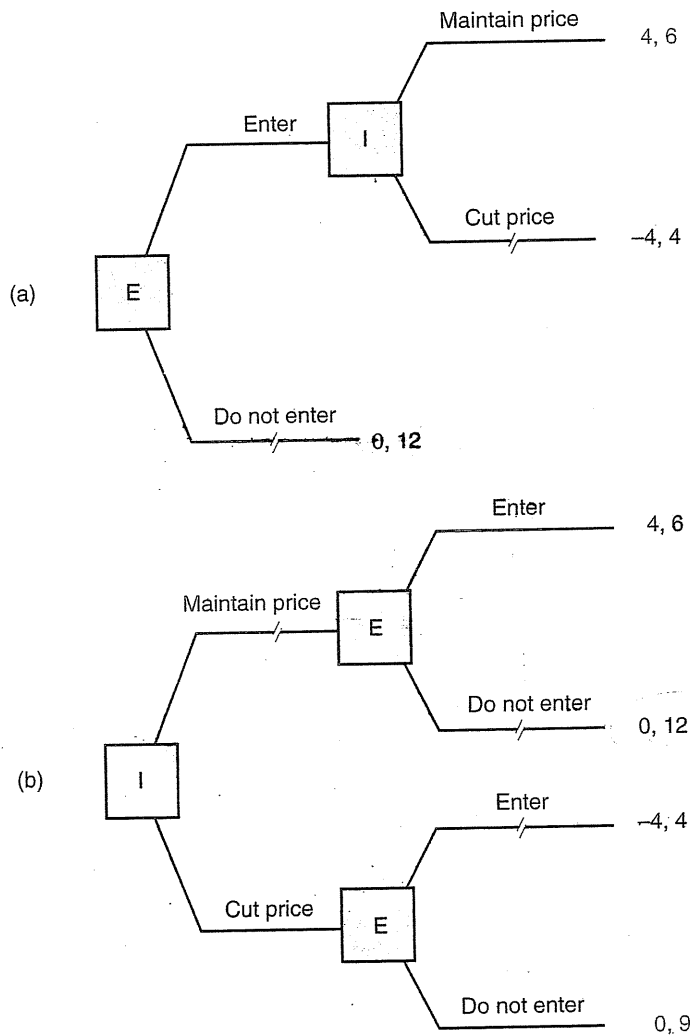 Maintain price
4, 6
Enter
I
Cut price
–4, 4
(a)
E
Do not enter
0, 12
Enter
4, 6
Maintain price
E
Do not enter
0, 12
(b)
I
Enter
–4, 4
Cut price
E
Do not enter
0, 9